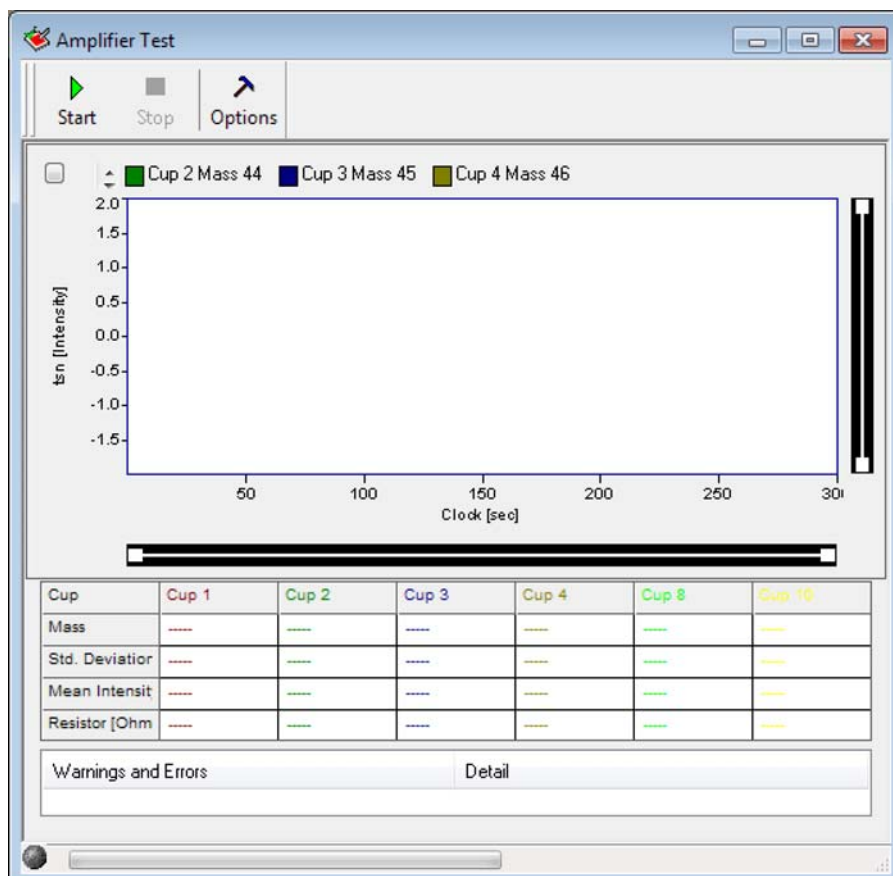 Amplifier Test
Start Stop Options
Cup 2 Mass 44 Cup 3 Mass 45 Cup 4 Mass 46
2.0
1.5
1.0
0.5
0.0
-0.5
-1.0
-1.5
tsn [Intensity]
50 100 150 200 250 30
Clock [sec]
Cup Cup 1 Cup 2 Cup 3 Cup 4 Cup 8 Cup 10
Mass ----- ----- ----- ----- ----- -----
Std. Deviatior ----- ----- ----- ----- ----- -----
Mean Intensit ----- ----- ----- ----- ----- -----
Resistor [Ohm ----- ----- ----- ----- ----- -----
Warnings and Errors Detail